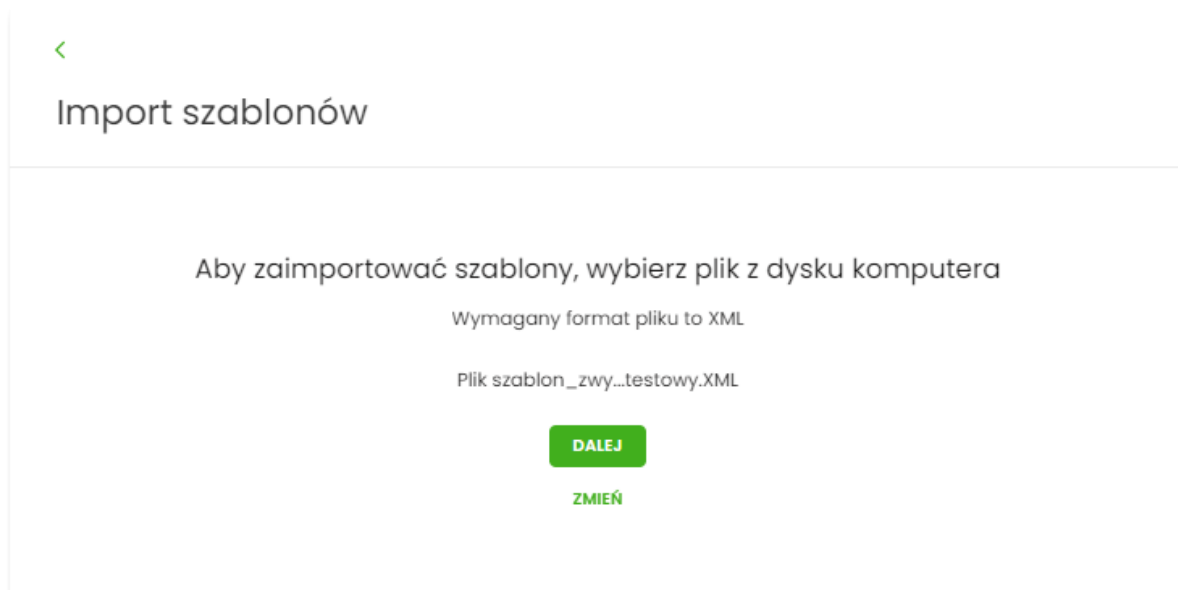 Import szablonów
Aby zaimportować szablony, wybierz plik z dysku komputera
Wymagany format pliku to XML
Plik szablon_zwy...testowy.XML
DALEJ
ZMIEŃ